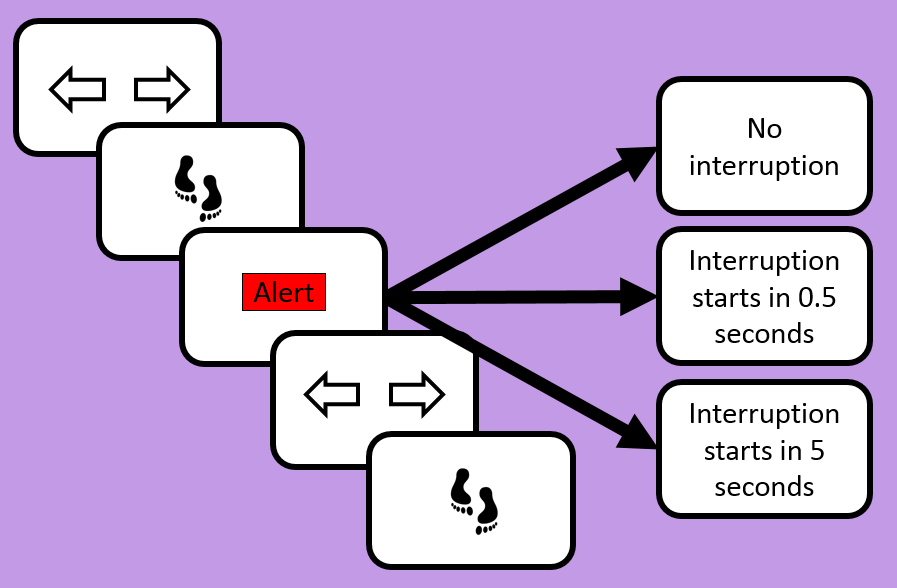 No
interruption
Alert
Interruption
starts in 0.5
seconds
Interruption
starts in 5
seconds